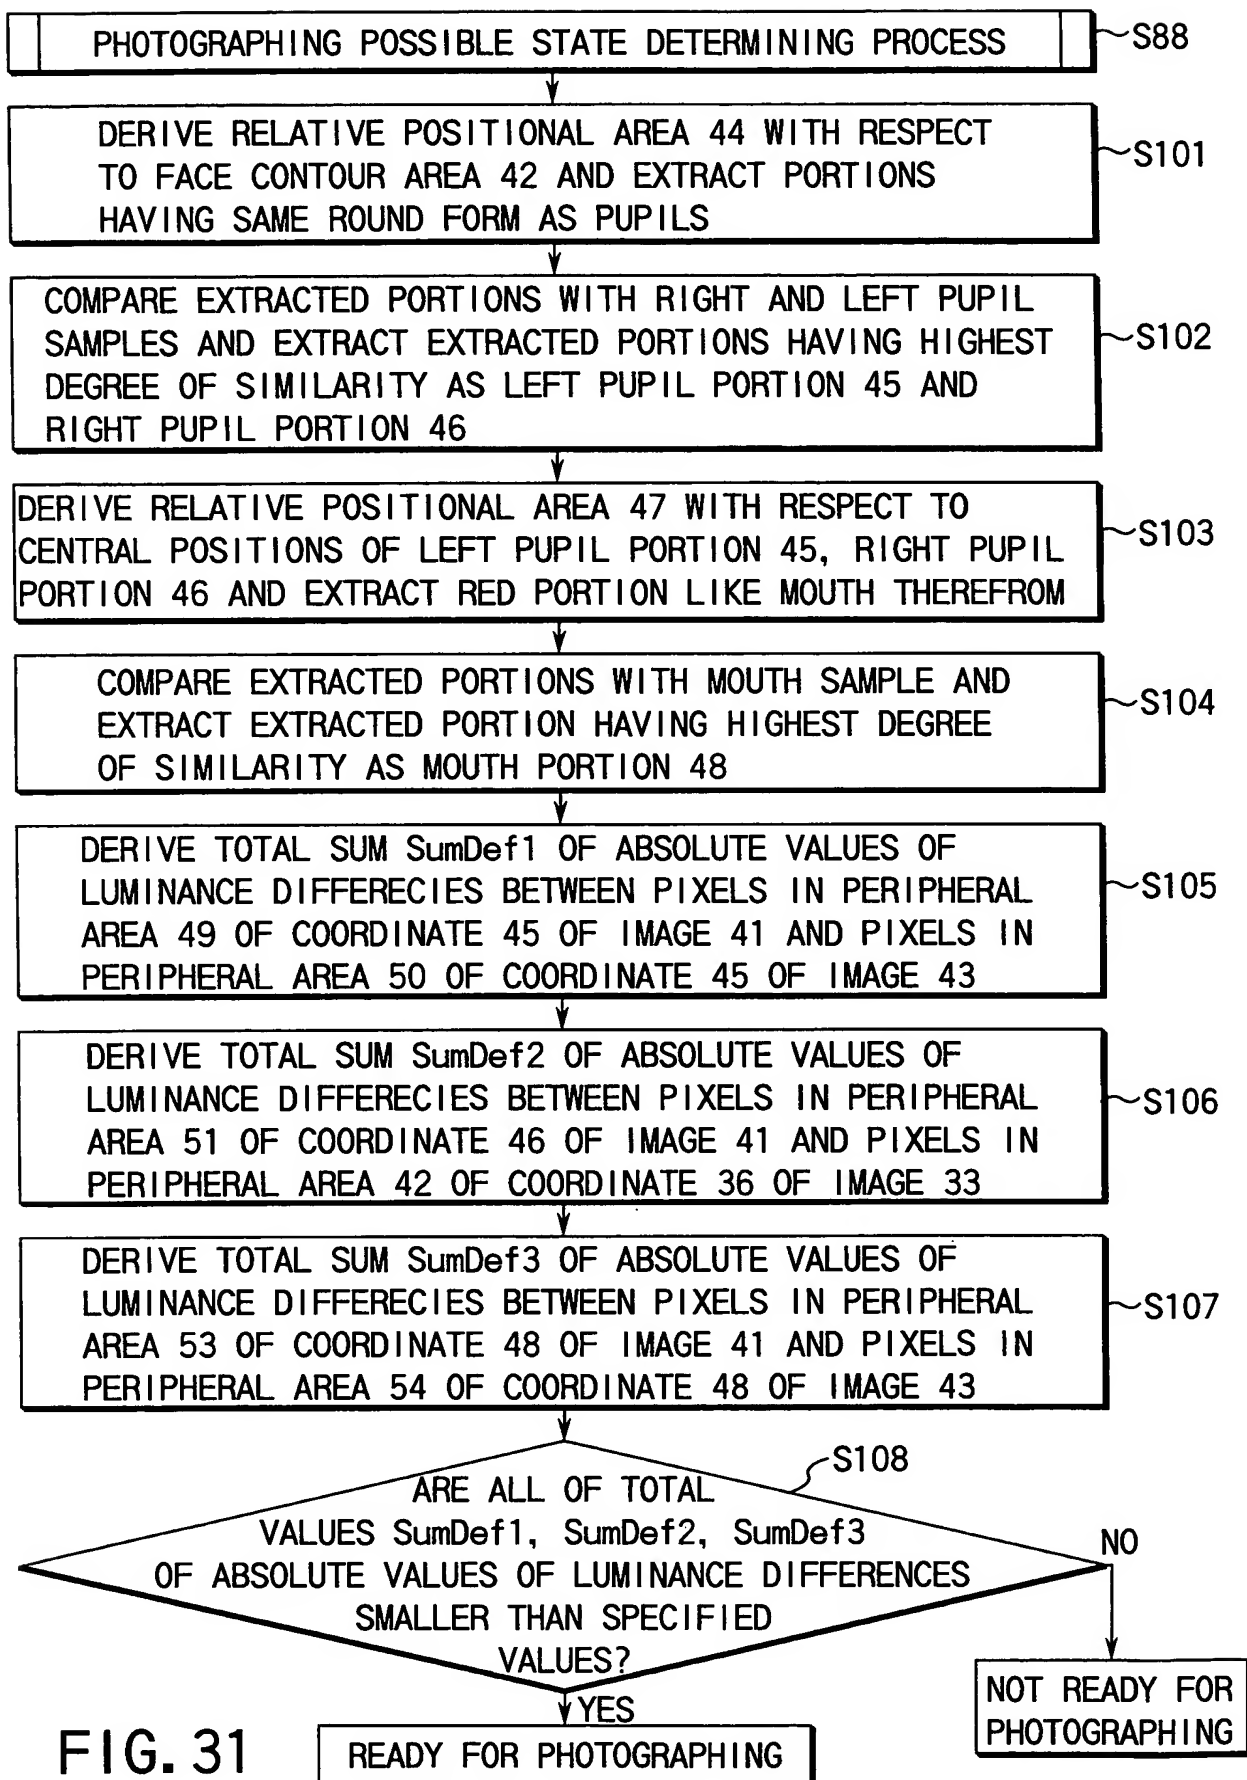 PHOTOGRAPHING POSSIBLE STATE DETERMINING PROCESS
S88
DERIVE RELATIVE POSITIONAL AREA 44 WITH RESPECT
TO FACE CONTOUR AREA 42 AND EXTRACT PORTIONS
HAVING SAME ROUND FORM AS PUPILS
S101
COMPARE EXTRACTED PORTIONS WITH RIGHT AND LEFT PUPIL
SAMPLES AND EXTRACT EXTRACTED PORTIONS HAVING HIGHEST
DEGREE OF SIMILARITY AS LEFT PUPIL PORTION 45 AND
RIGHT PUPIL PORTION 46
S102
DERIVE RELATIVE POSITIONAL AREA 47 WITH RESPECT TO
CENTRAL POSITIONS OF LEFT PUPIL PORTION 45, RIGHT PUPIL
PORTION 46 AND EXTRACT RED PORTION LIKE MOUTH THEREFROM
S103
COMPARE EXTRACTED PORTIONS WITH MOUTH SAMPLE AND
EXTRACT EXTRACTED PORTION HAVING HIGHEST DEGREE
OF SIMILARITY AS MOUTH PORTION 48
S104
DERIVE TOTAL SUM SumDef1 OF ABSOLUTE VALUES OF
LUMINANCE DIFFERECIES BETWEEN PIXELS IN PERIPHERAL
AREA 49 OF COORDINATE 45 OF IMAGE 41 AND PIXELS IN
PERIPHERAL AREA 50 OF COORDINATE 45 OF IMAGE 43
S105
DERIVE TOTAL SUM SumDef2 OF ABSOLUTE VALUES OF
LUMINANCE DIFFERECIES BETWEEN PIXELS IN PERIPHERAL
AREA 51 OF COORDINATE 46 OF IMAGE 41 AND PIXELS IN
PERIPHERAL AREA 42 OF COORDINATE 36 OF IMAGE 33
S106
DERIVE TOTAL SUM SumDef3 OF ABSOLUTE VALUES OF
LUMINANCE DIFFERECIES BETWEEN PIXELS IN PERIPHERAL
AREA 53 OF COORDINATE 48 OF IMAGE 41 AND PIXELS IN
PERIPHERAL AREA 54 OF COORDINATE 48 OF IMAGE 43
S107
S108
ARE ALL OF TOTAL
VALUES SumDef1, SumDef2, SumDef3
OF ABSOLUTE VALUES OF LUMINANCE DIFFERENCES
SMALLER THAN SPECIFIED
VALUES?
NO
YES
NOT READY FOR
PHOTOGRAPHING
READY FOR PHOTOGRAPHING
FIG. 31